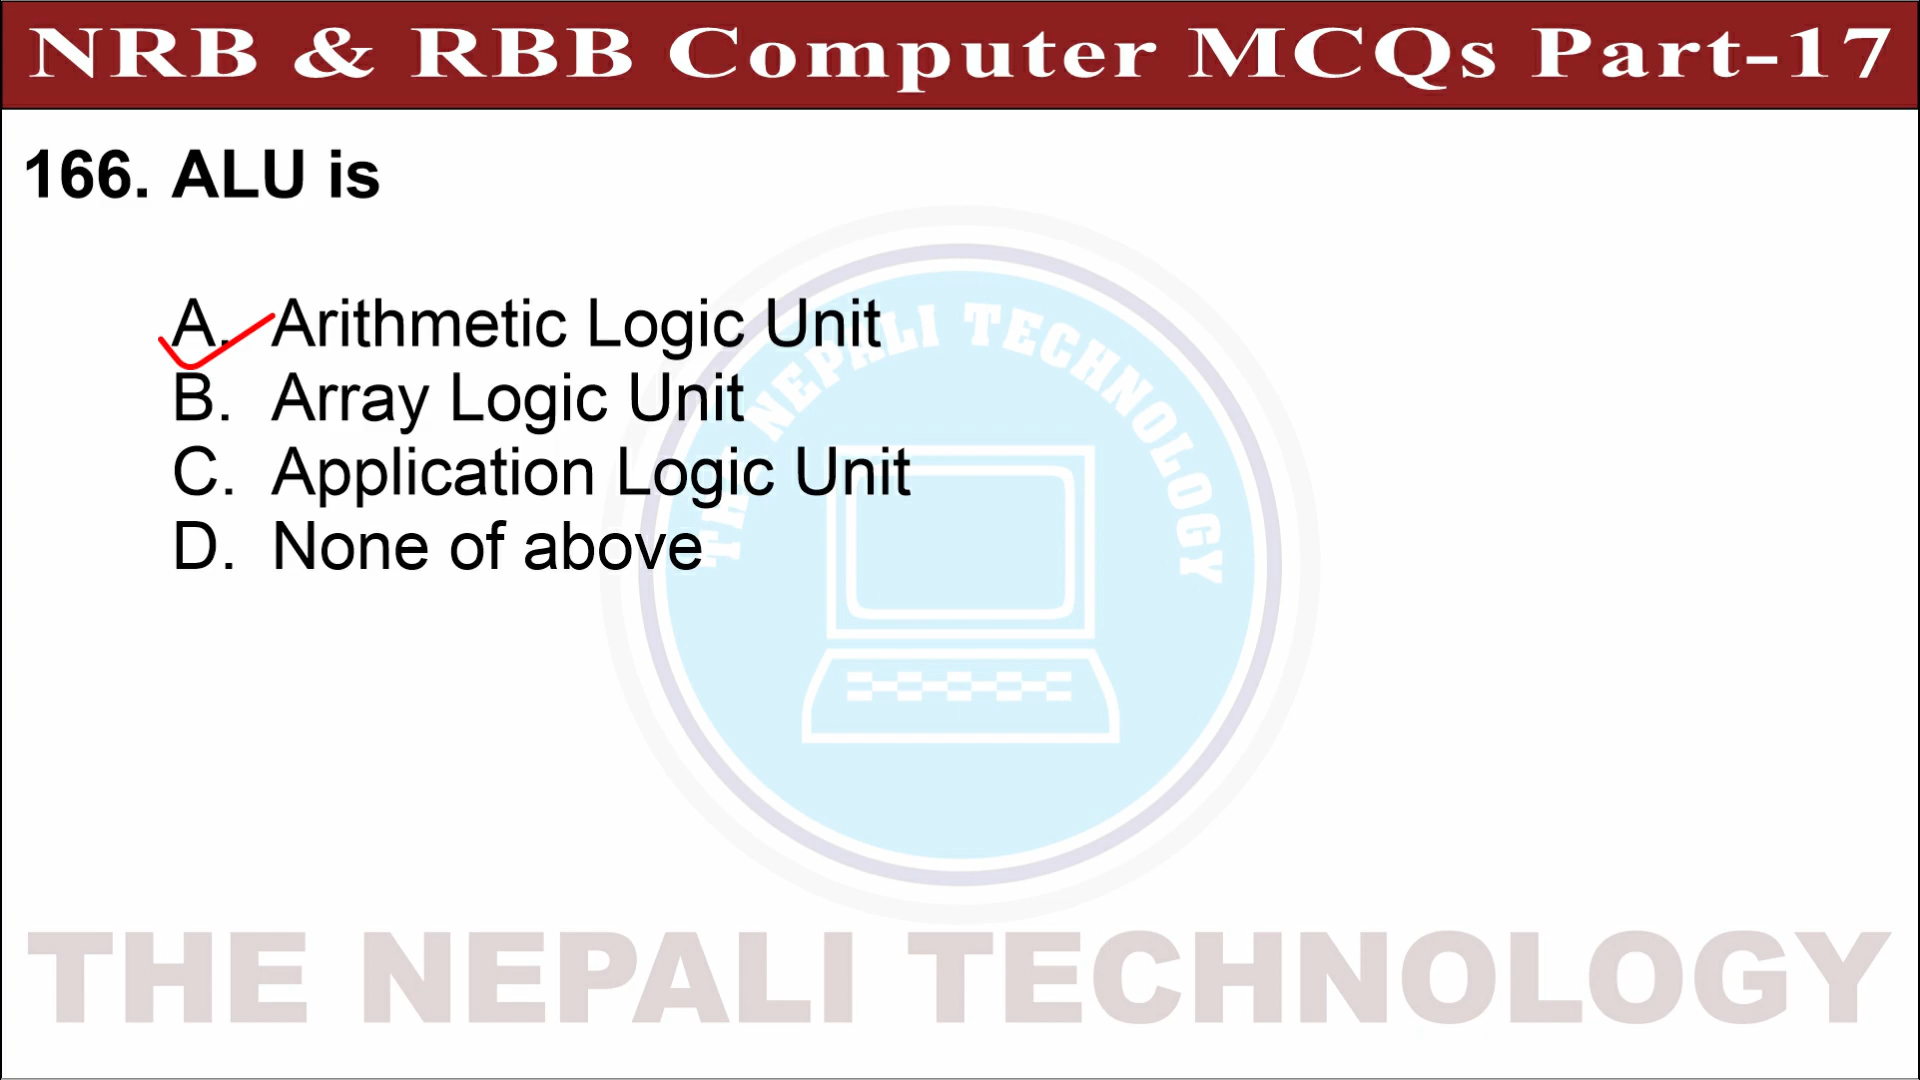 NRB & RBB Computer MCQs Part-17
166. ALU is
A. Arithmetic Logic Unit
B. Array Logic Unit
C. Application Logic Unit
D. None of above
THE NEPALI TECHNOLOGY
THE NEPALI TECHNOLOGY